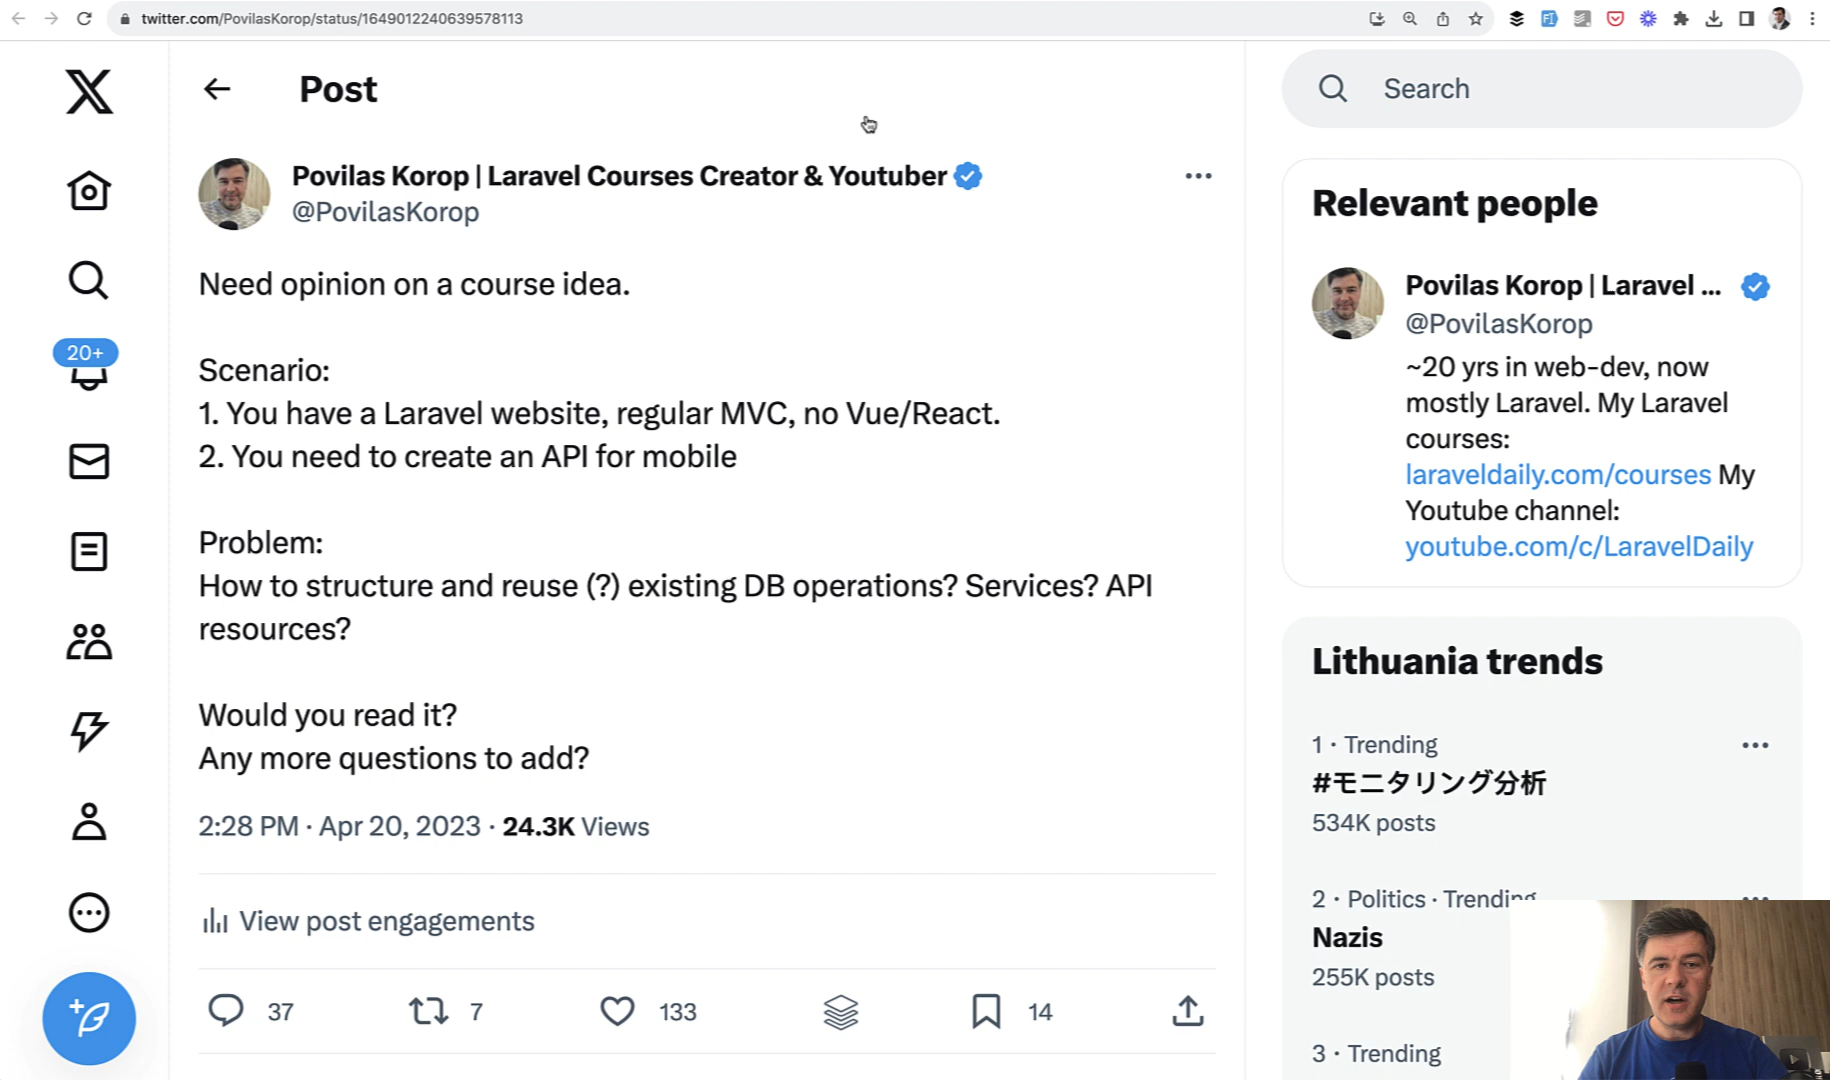 twitter.com/PovilasKorop/status/1649012240639578113
Post
Povilas Korop | Laravel Courses Creator & Youtuber
@PovilasKorop
Need opinion on a course idea.
Scenario:
1. You have a Laravel website, regular MVC, no Vue/React.
2. You need to create an API for mobile
Problem:
How to structure and reuse (?) existing DB operations? Services? API
resources?
Would you read it?
Any more questions to add?
2:28 PM · Apr 20, 2023 · 24.3K Views
View post engagements
37
7
133
14
20+
Search
Relevant people
Povilas Korop | Laravel ...
@PovilasKorop
~20 yrs in web-dev, now
mostly Laravel. My Laravel
courses:
laraveldaily.com/courses My
Youtube channel:
youtube.com/c/LaravelDaily
Lithuania trends
1 · Trending
#モニタリング分析
534K posts
2 · Politics · Trending
Nazis
255K posts
3 · Trending